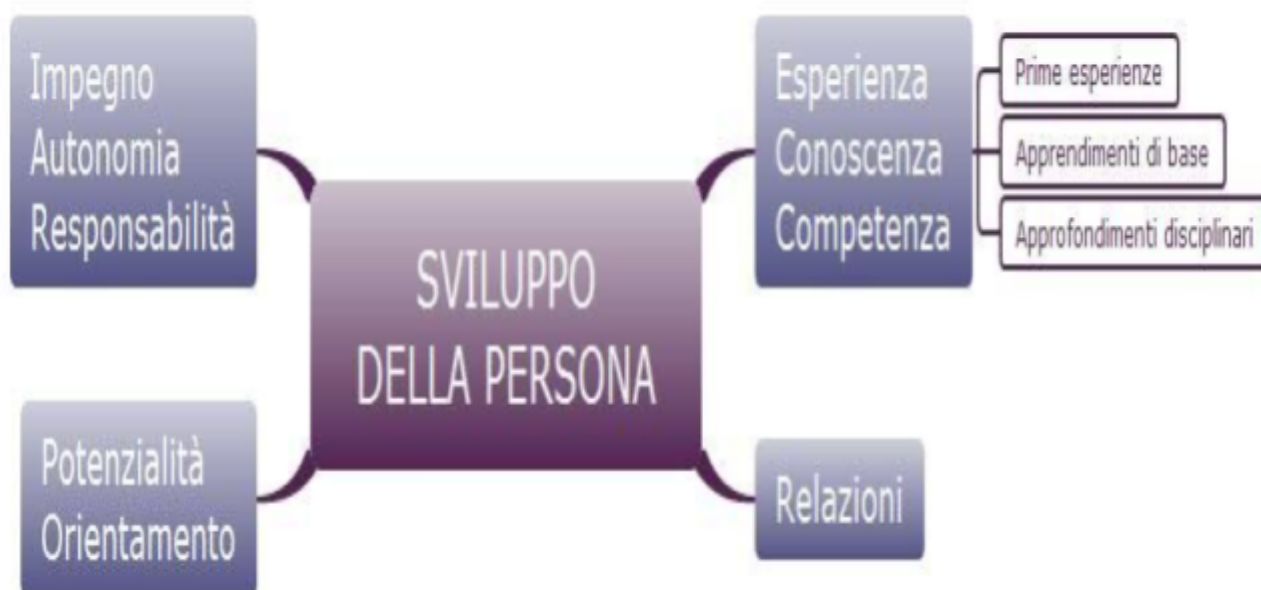 Impegno
Autonomia
Responsabilità
SVILUPPO
DELLA PERSONA
Esperienza
Conoscenza
Competenza
Prime esperienze
Apprendimenti di base
Approfondimenti disciplinari
Potenzialità
Orientamento
Relazioni